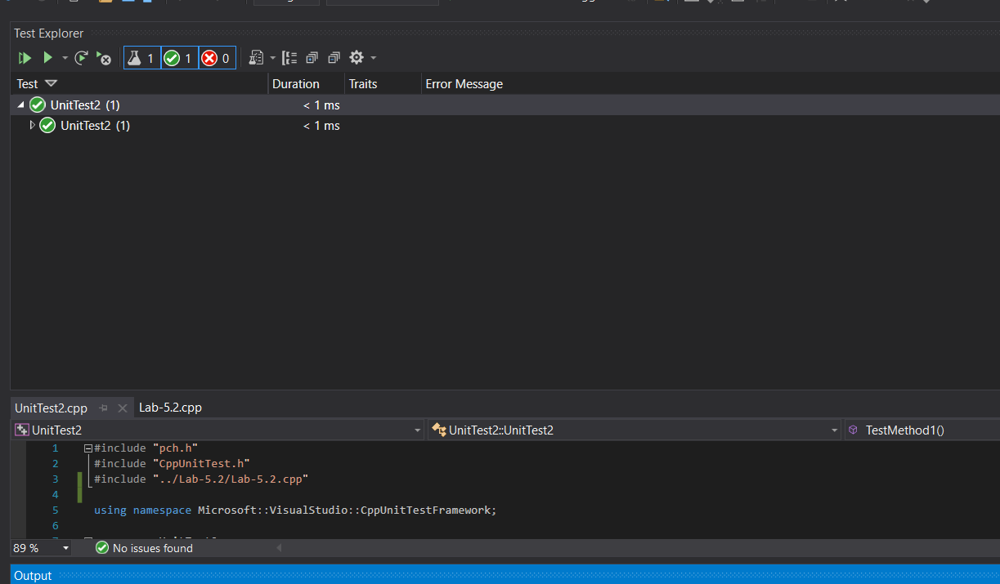 Test Explorer
1 1 0
Test Duration Traits Error Message
UnitTest2 (1) < 1 ms
UnitTest2 (1) < 1 ms
UnitTest2.cpp Lab-5.2.cpp
UnitTest2 UnitTest2::UnitTest2 TestMethod1()
1 #include "pch.h"
2 #include "CppUnitTest.h"
3 #include "../Lab-5.2/Lab-5.2.cpp"
4
5 using namespace Microsoft::VisualStudio::CppUnitTestFramework;
6
89 % No issues found
Output